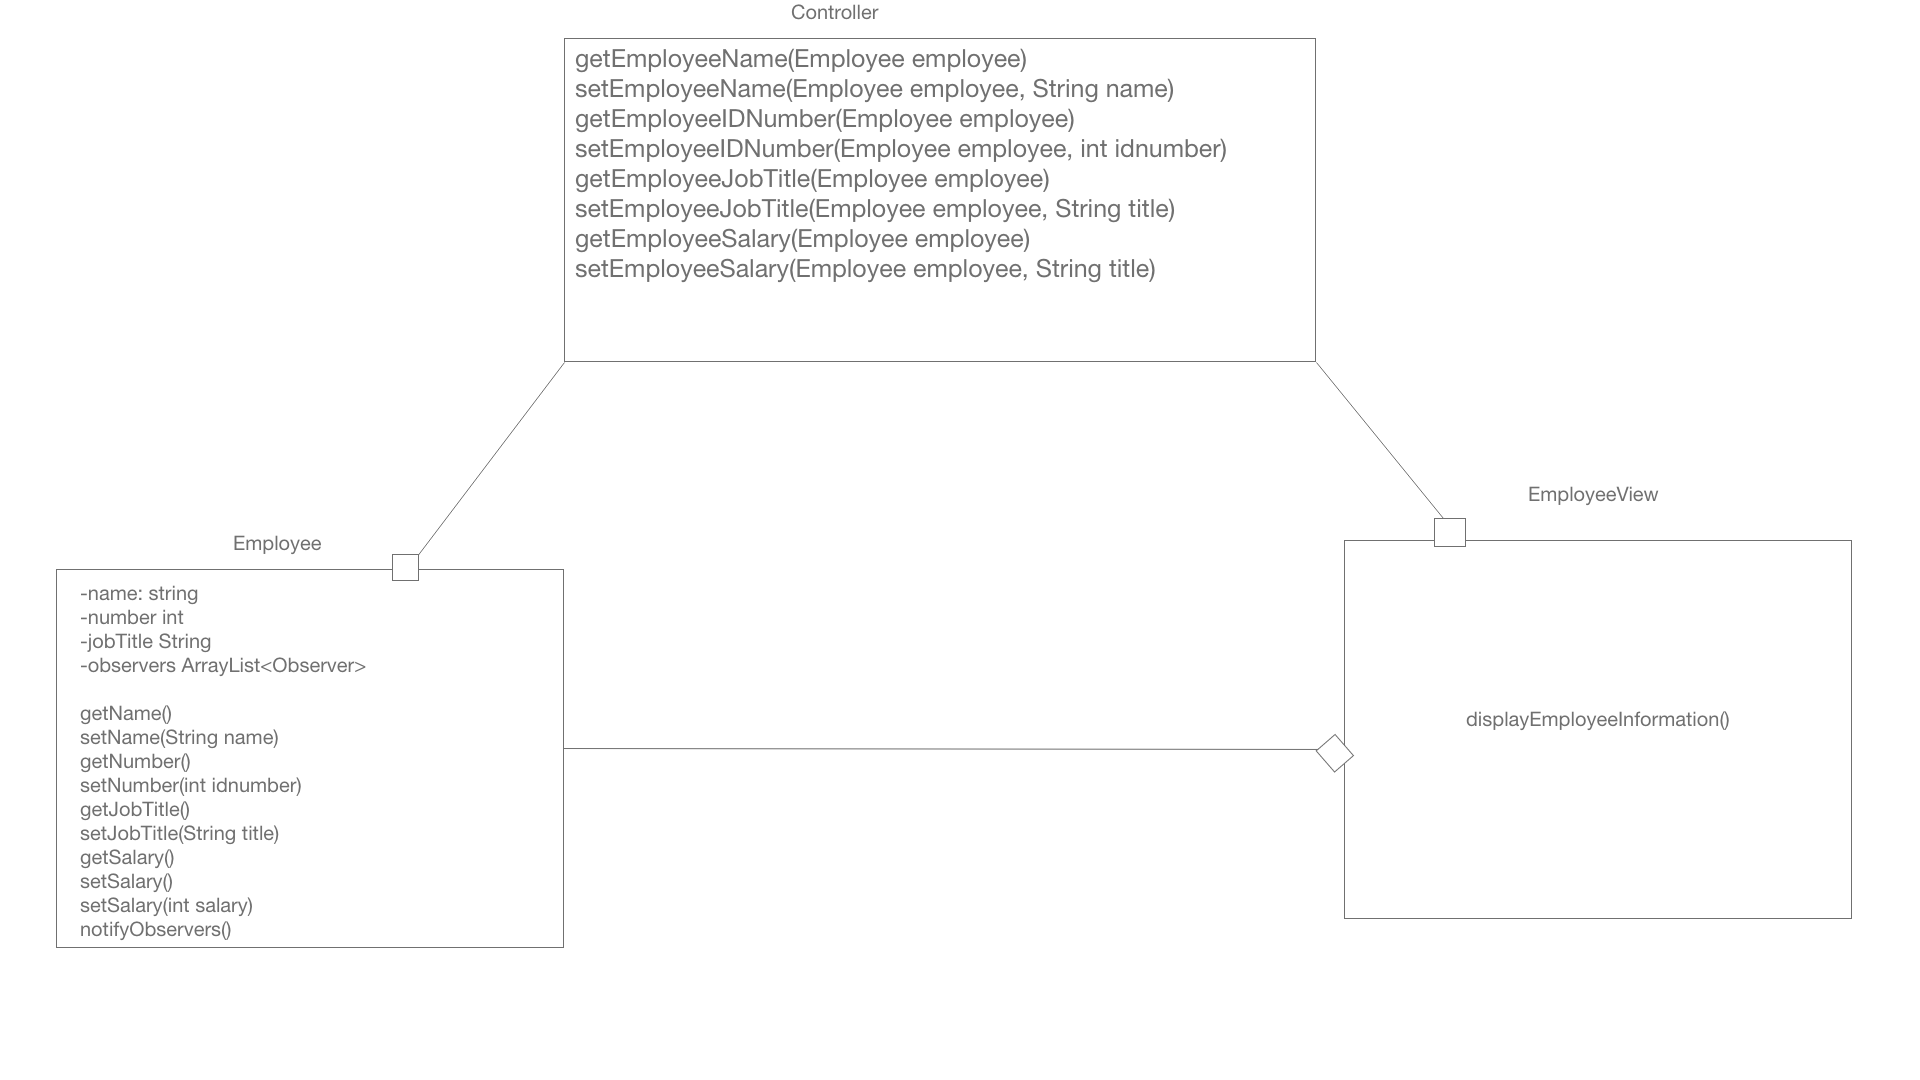 Controller
getEmployeeName(Employee employee)
setEmployeeName(Employee employee, String name)
getEmployeeIDNumber(Employee employee)
setEmployeeIDNumber(Employee employee, int idnumber)
getEmployeeJobTitle(Employee employee)
setEmployeeJobTitle(Employee employee, String title)
getEmployeeSalary(Employee employee)
setEmployeeSalary(Employee employee, String title)
Employee
-name: string
-number int
-jobTitle String
-observers ArrayList<Observer>
getName()
setName(String name)
getNumber()
setNumber(int idnumber)
getJobTitle()
setJobTitle(String title)
getSalary()
setSalary()
setSalary(int salary)
notifyObservers()
EmployeeView
displayEmployeeInformation()